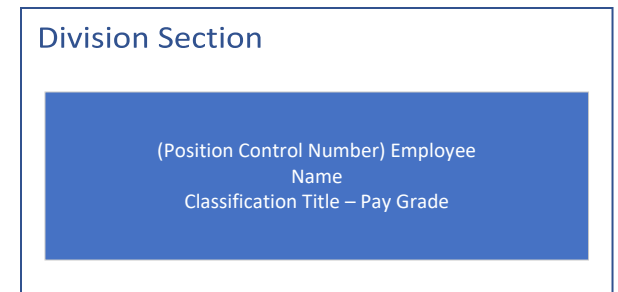 Division Section
(Position Control Number) Employee
Name
Classification Title – Pay Grade